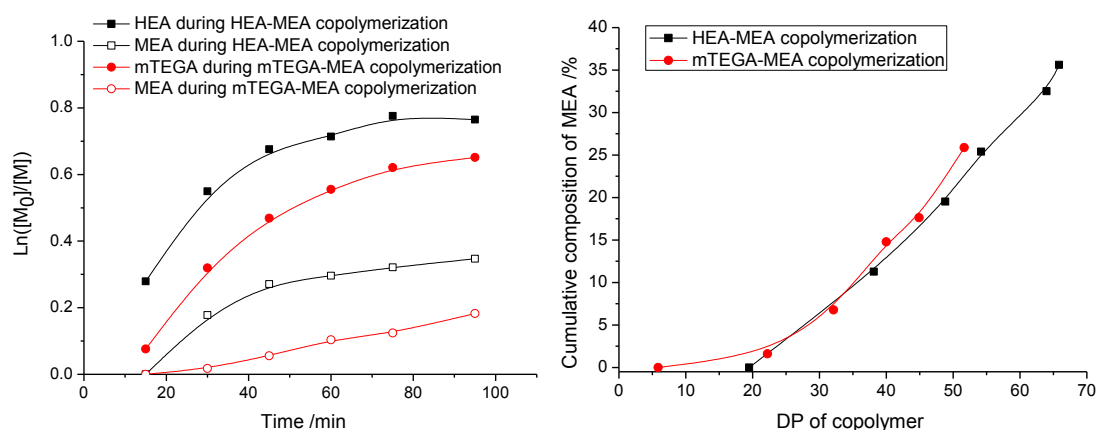 HEA during HEA-MEA copolymerization
MEA during HEA-MEA copolymerization
mTEGA during mTEGA-MEA copolymerization
MEA during mTEGA-MEA copolymerization
Ln([M0]/[M])
1.0
0.8
0.6
0.4
0.2
0.0
0 20 40 60 80 100
Time /min
HEA-MEA copolymerization
mTEGA-MEA copolymerization
Cumulative composition of MEA /%
40
35
30
25
20
15
10
5
0
0 10 20 30 40 50 60 70
DP of copolymer